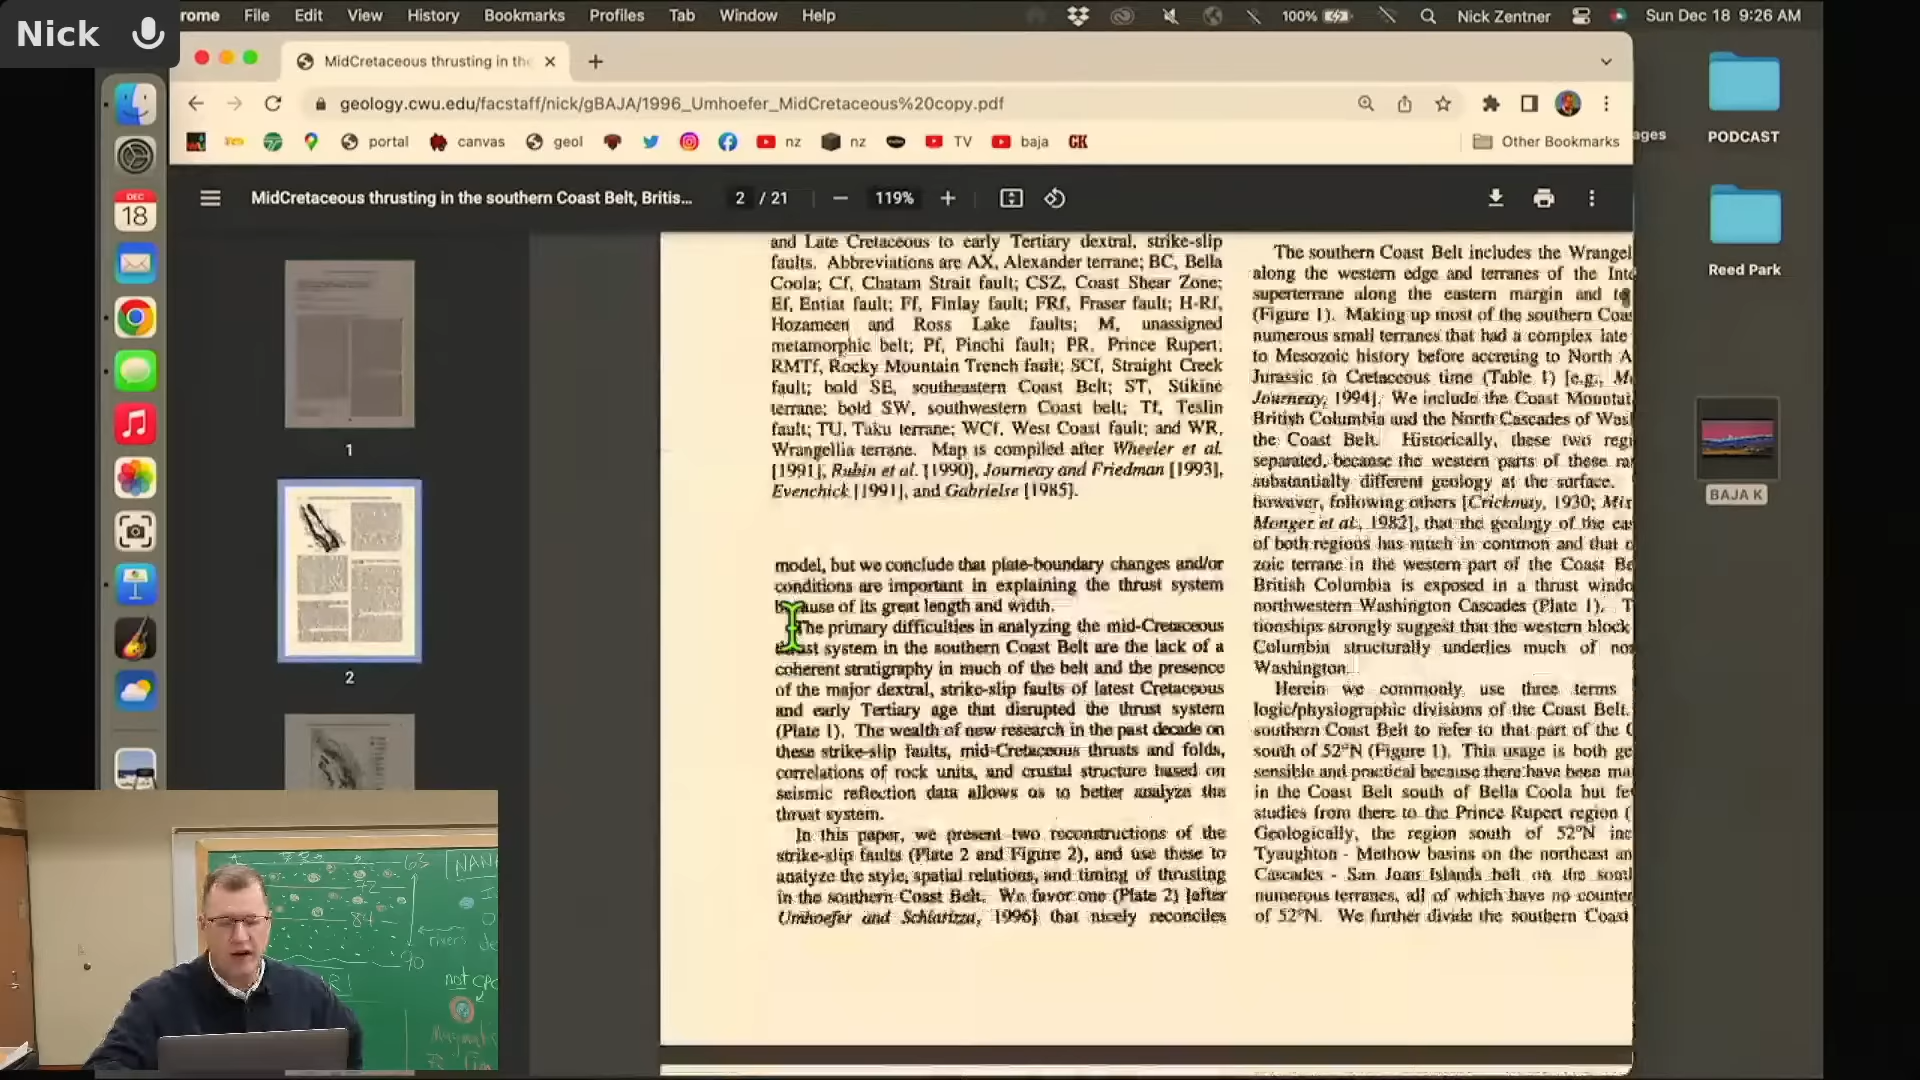 Nick
rome File Edit View History Bookmarks Profiles Tab Window Help
100% Nick Zentner Sun Dec 18 9:26 AM
MidCretaceous thrusting in the
geology.cwu.edu/facstaff/nick/gBAJA/1996_Umhoefer_MidCretaceous%20copy.pdf
portal canvas geol nz nz TV baja GK Other Bookmarks
ages
PODCAST
Reed Park
BAJA K
MidCretaceous thrusting in the southern Coast Belt, Britis... 2 / 21 119%
DEC
18
1
2
and Late Cretaceous to early Tertiary dextral, strike-slip
faults. Abbreviations are AX, Alexander terrane; BC, Bella
Coola; Cf, Chatam Strait fault; CSZ, Coast Shear Zone;
Ef, Entiat fault; Ff, Finlay fault; FRf, Fraser fault; H-Rf,
Hozameen and Ross Lake faults; M, unassigned
metamorphic belt; Pf, Pinchi fault; PR, Prince Rupert;
RMTf, Rocky Mountain Trench fault; SCf, Straight Creek
fault; bold SE, southeastern Coast Belt; ST, Stikine
terrane; bold SW, southwestern Coast belt; Tf, Teslin
fault; TU, Taku terrane; WCf, West Coast fault; and WR,
Wrangellia terrane. Map is compiled after Wheeler et al.
[1991], Rubin et al. [1990], Journeay and Friedman [1993],
Evenchick [1991], and Gabrielse [1985].
model, but we conclude that plate-boundary changes and/or
conditions are important in explaining the thrust system
because of its great length and width.
The primary difficulties in analyzing the mid-Cretaceous
thrust system in the southern Coast Belt are the lack of a
coherent stratigraphy in much of the belt and the presence
of the major dextral, strike-slip faults of latest Cretaceous
and early Tertiary age that disrupted the thrust system
(Plate 1). The wealth of new research in the past decade on
these strike-slip faults, mid-Cretaceous thrusts and folds,
correlations of rock units, and crustal structure based on
seismic reflection data allows us to better analyze the
thrust system.
In this paper, we present two reconstructions of the
strike-slip faults (Plate 2 and Figure 2), and use these to
analyze the style, spatial relations, and timing of thrusting
in the southern Coast Belt. We favor one (Plate 2) [after
Umhoefer and Schiarizza, 1996] that nicely reconciles
The southern Coast Belt includes the Wrangel
along the western edge and terranes of the Int
superterrane along the eastern margin and
(Figure 1). Making up most of the southern Coas
numerous small terranes that had a complex late
to Mesozoic history before accreting to North A
Jurassic to Cretaceous time (Table 1) [e.g., M
Journeay, 1994]. We include the Coast Mountai
British Columbia and the North Cascades of Was
the Coast Belt. Historically, these two regi
separated, because the western parts of these ra
substantially different geology at the surface.
however, following others [Crickmay, 1930; Mi
Monger et al., 1982], that the geology of the eas
of both regions has much in common and that
zoic terrane in the western part of the Coast Be
British Columbia is exposed in a thrust windo
northwestern Washington Cascades (Plate 1). T
tionships strongly suggest that the western block
Columbia structurally underlies much of nor
Washington.
Herein we commonly use three terms
logic/physiographic divisions of the Coast Belt.
southern Coast Belt to refer to that part of the C
south of 52°N (Figure 1). This usage is both ge
sensible and practical because there have been ma
in the Coast Belt south of Bella Coola but fe
studies from there to the Prince Rupert region (
Geologically, the region south of 52°N inc
Tyaughton - Methow basins on the northeast an
Cascades - San Juan Islands belt on the sout
numerous terranes, all of which have no counter
of 52°N. We further divide the southern Coast
63
72
84
90
rivers
not